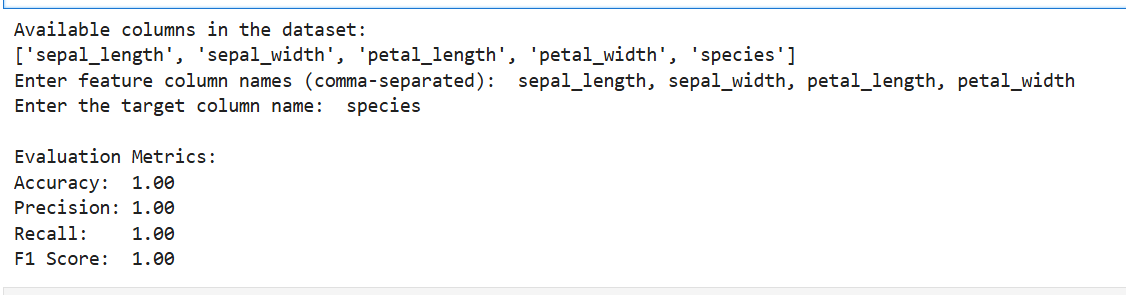 Available columns in the dataset:
['sepal_length', 'sepal_width', 'petal_length', 'petal_width', 'species']
Enter feature column names (comma-separated):  sepal_length, sepal_width, petal_length, petal_width
Enter the target column name:  species

Evaluation Metrics:
Accuracy:  1.00
Precision: 1.00
Recall:    1.00
F1 Score:  1.00